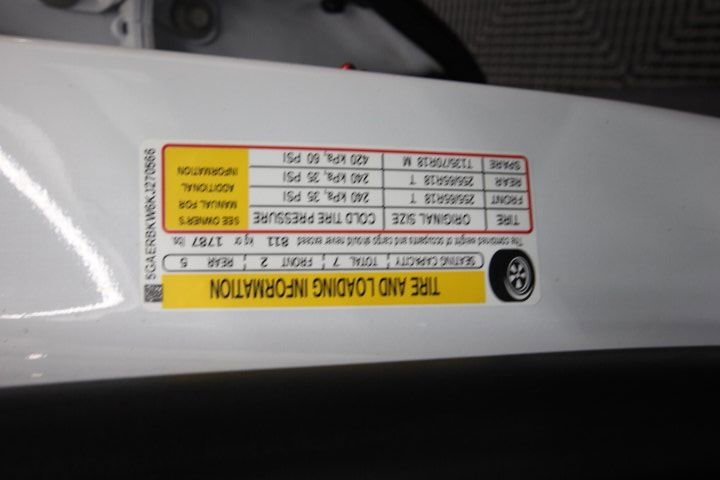 TIRE AND LOADING INFORMATION
SEATING CAPACITY TOTAL 7 FRONT 2 REAR 5
The combined weight of occupants and cargo should never exceed 811 kg or 1787 lbs.
TIRE ORIGINAL SIZE COLD TIRE PRESSURE
FRONT 255/65R18 T 240 kPa, 35 PSI
REAR 255/65R18 T 240 kPa, 35 PSI
SPARE T135/70R18 M 420 kPa, 60 PSI
SEE OWNER'S
MANUAL FOR
ADDITIONAL
INFORMATION
5GAERBKW6KJ270566